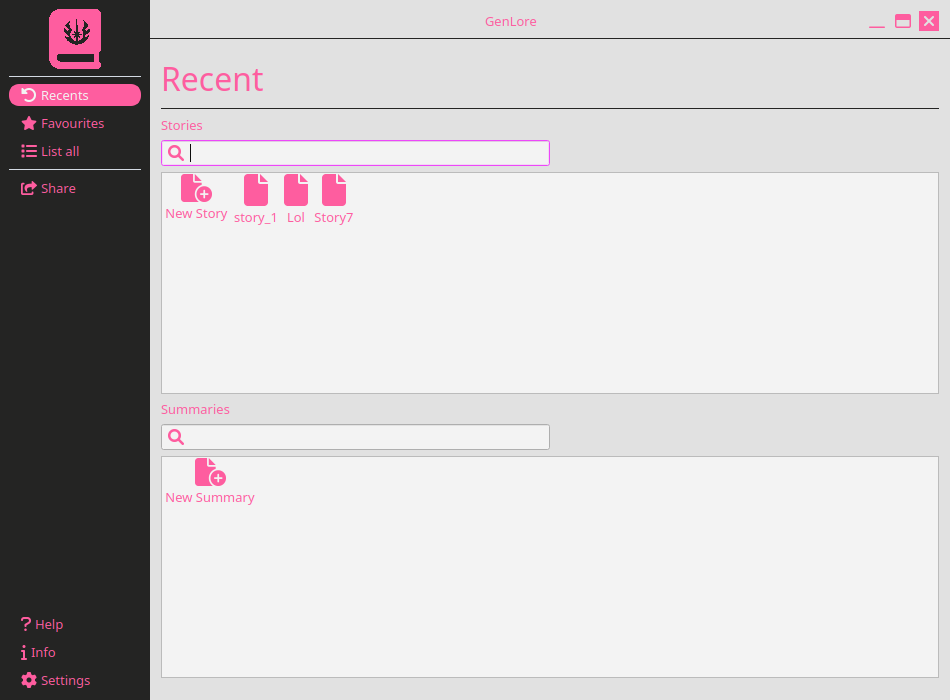 GenLore
Recents
Favourites
List all
Share
Help
Info
Settings
Recent
Stories
New Story
story_1
Lol
Story7
Summaries
New Summary